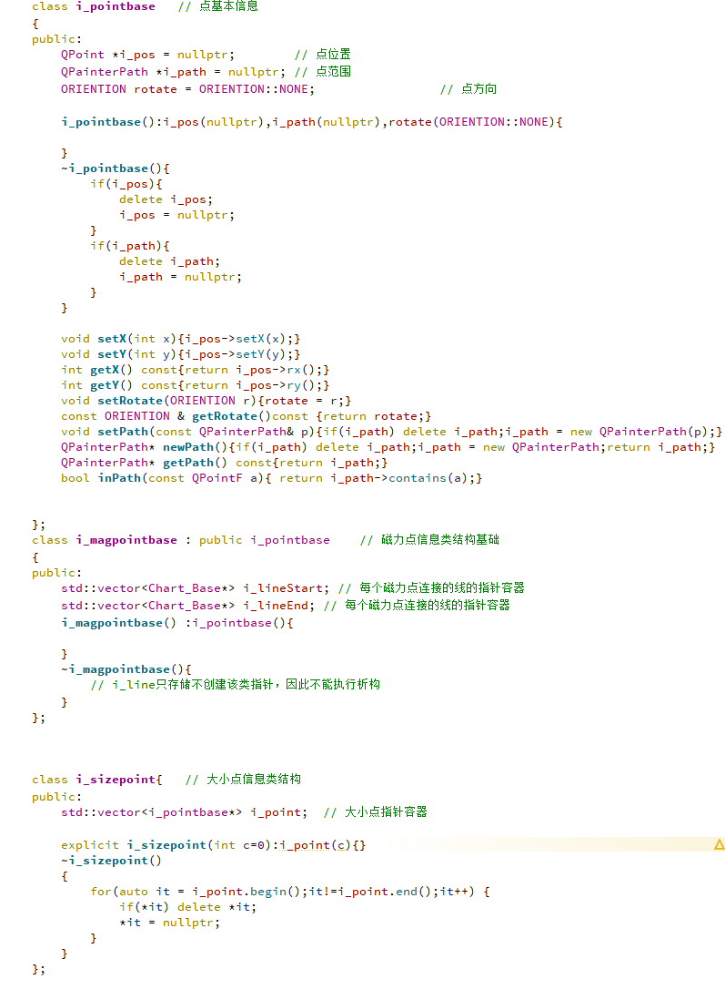 class i_pointbase   // 点基本信息
{
public:
    QPoint *i_pos = nullptr;        // 点位置
    QPainterPath *i_path = nullptr; // 点范围
    ORIENTION rotate = ORIENTION::NONE;                 // 点方向
    i_pointbase():i_pos(nullptr),i_path(nullptr),rotate(ORIENTION::NONE){
    }
    ~i_pointbase(){
        if(i_pos){
            delete i_pos;
            i_pos = nullptr;
        }
        if(i_path){
            delete i_path;
            i_path = nullptr;
        }
    }
    void setX(int x){i_pos->setX(x);}
    void setY(int y){i_pos->setY(y);}
    int getX() const{return i_pos->rx();}
    int getY() const{return i_pos->ry();}
    void setRotate(ORIENTION r){rotate = r;}
    const ORIENTION & getRotate()const {return rotate;}
    void setPath(const QPainterPath& p){if(i_path) delete i_path;i_path = new QPainterPath(p);}
    QPainterPath* newPath(){if(i_path) delete i_path;i_path = new QPainterPath;return i_path;}
    QPainterPath* getPath() const{return i_path;}
    bool inPath(const QPointF a){ return i_path->contains(a);}
};
class i_magpointbase : public i_pointbase    // 磁力点信息类结构基础
{
public:
    std::vector<Chart_Base*> i_lineStart; // 每个磁力点连接的线的指针容器
    std::vector<Chart_Base*> i_lineEnd; // 每个磁力点连接的线的指针容器
    i_magpointbase() :i_pointbase(){
    }
    ~i_magpointbase(){
        // i_line只存储不创建该类指针，因此不能执行析构
    }
};
class i_sizepoint{   // 大小点信息类结构
public:
    std::vector<i_pointbase*> i_point;  // 大小点指针容器
    explicit i_sizepoint(int c=0):i_point(c){}
    ~i_sizepoint()
    {
        for(auto it = i_point.begin();it!=i_point.end();it++) {
            if(*it) delete *it;
            *it = nullptr;
        }
    }
};